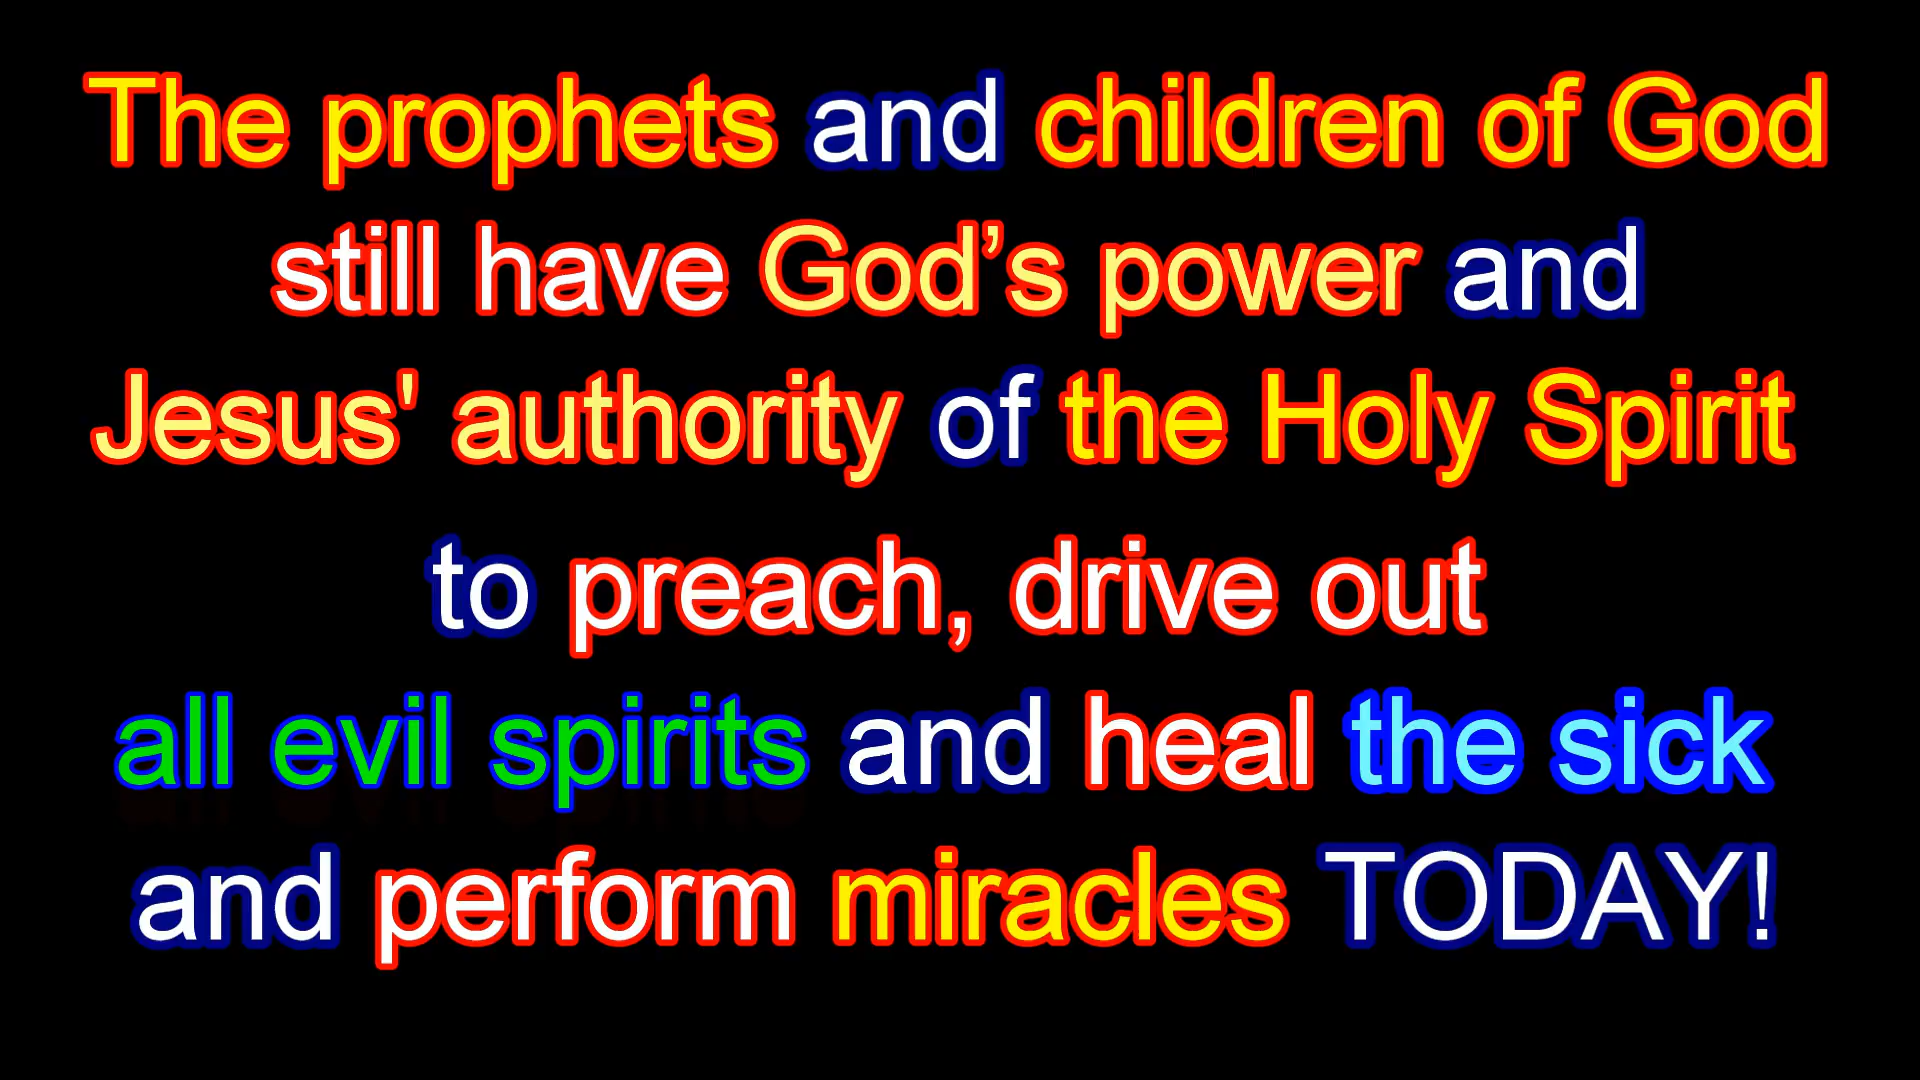 The prophets and children of God
still have God’s power and
Jesus' authority of the Holy Spirit
to preach, drive out
all evil spirits and heal the sick
and perform miracles TODAY!